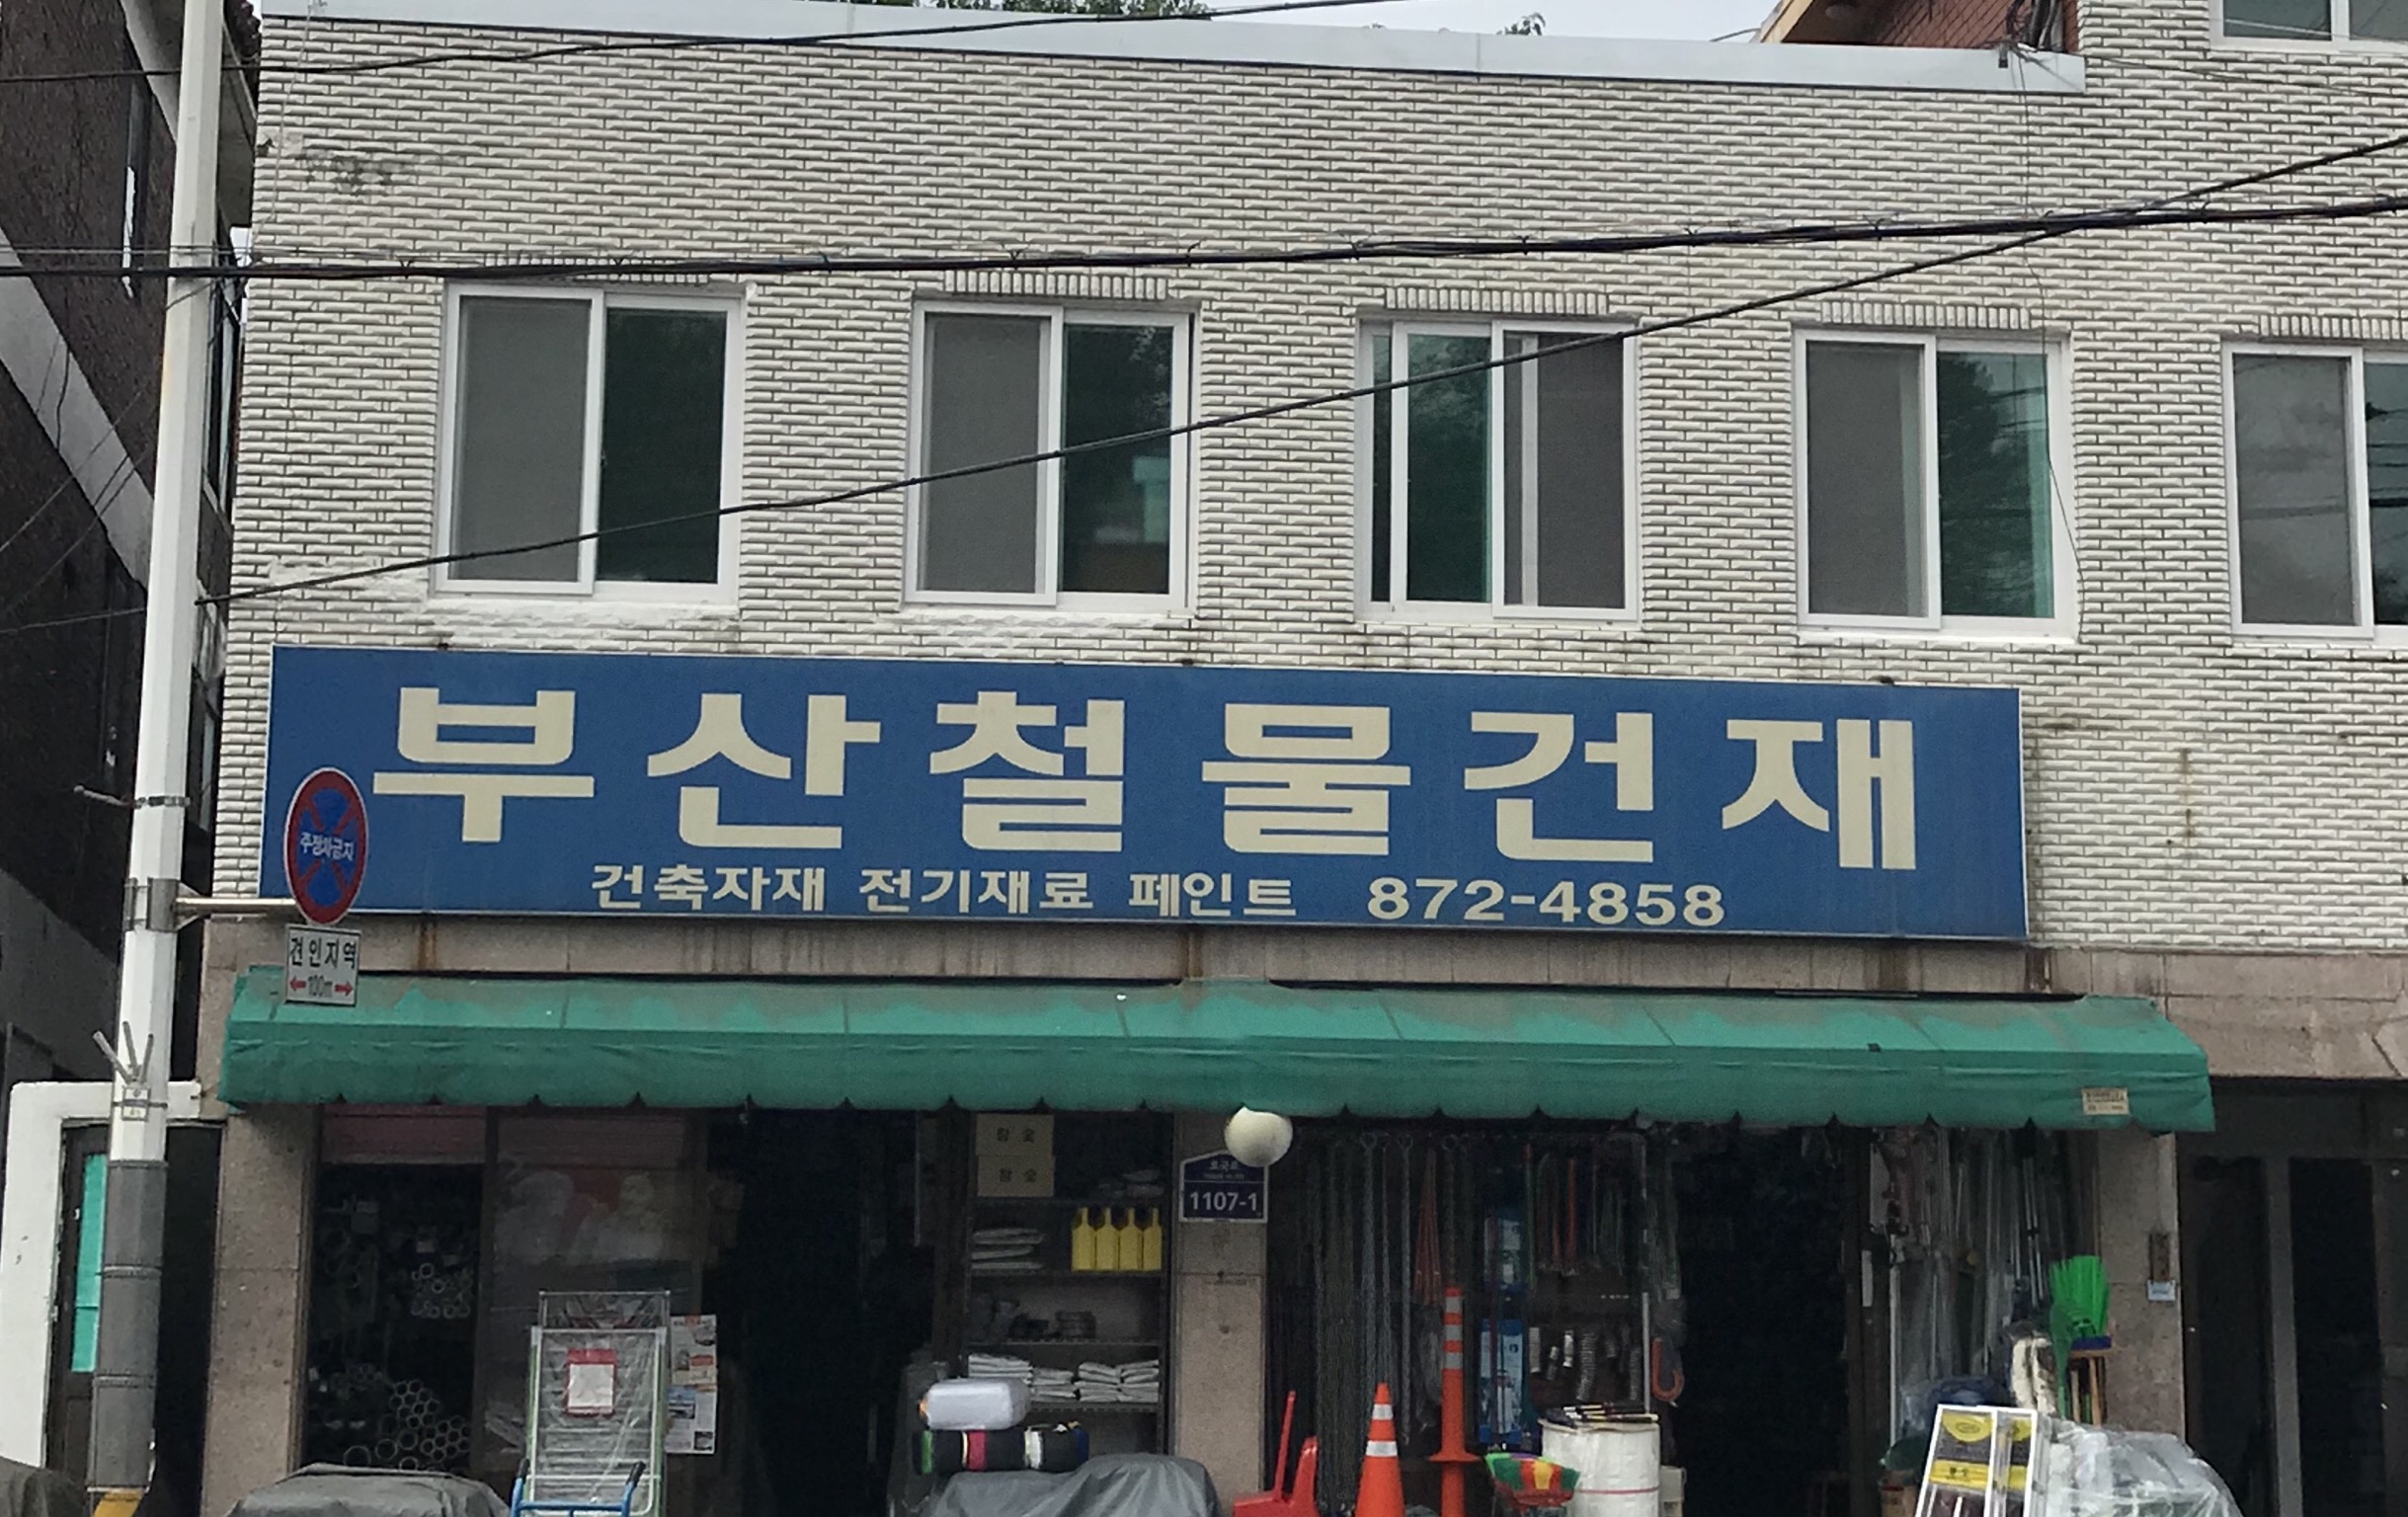 부산철물건재
건축자재 전기재료 페인트 872-4858
주정차금지
견인지역
100m
1107-1